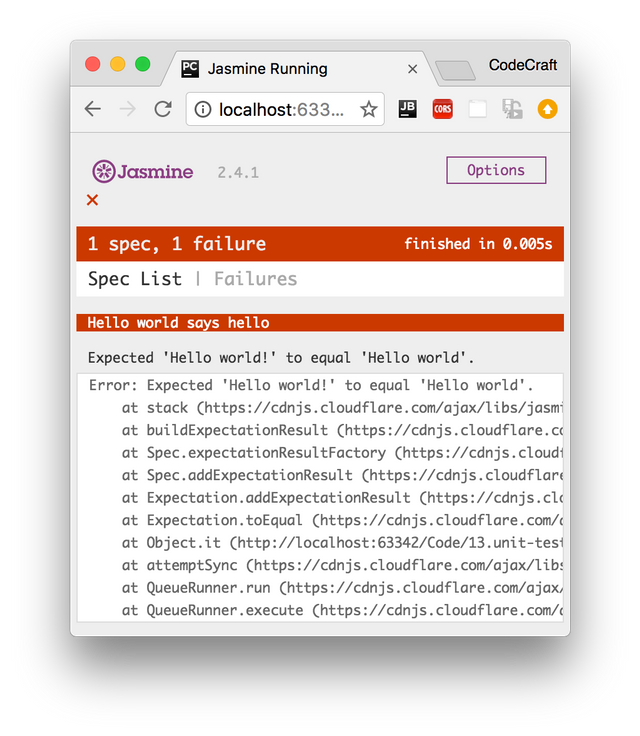 PC Jasmine Running
CodeCraft
localhost:633...
JB
CORS
Jasmine 2.4.1
Options
1 spec, 1 failure
finished in 0.005s
Spec List | Failures
Hello world says hello
Expected 'Hello world!' to equal 'Hello world'.
Error: Expected 'Hello world!' to equal 'Hello world'.
at stack (https://cdnjs.cloudflare.com/ajax/libs/jasmi
at buildExpectationResult (https://cdnjs.cloudflare.co
at Spec.expectationResultFactory (https://cdnjs.cloudf
at Spec.addExpectationResult (https://cdnjs.cloudflare
at Expectation.addExpectationResult (https://cdnjs.clo
at Expectation.toEqual (https://cdnjs.cloudflare.com/a
at Object.it (http://localhost:63342/Code/13.unit-test
at attemptSync (https://cdnjs.cloudflare.com/ajax/libs
at QueueRunner.run (https://cdnjs.cloudflare.com/ajax/
at QueueRunner.execute (https://cdnjs.cloudflare.com/a